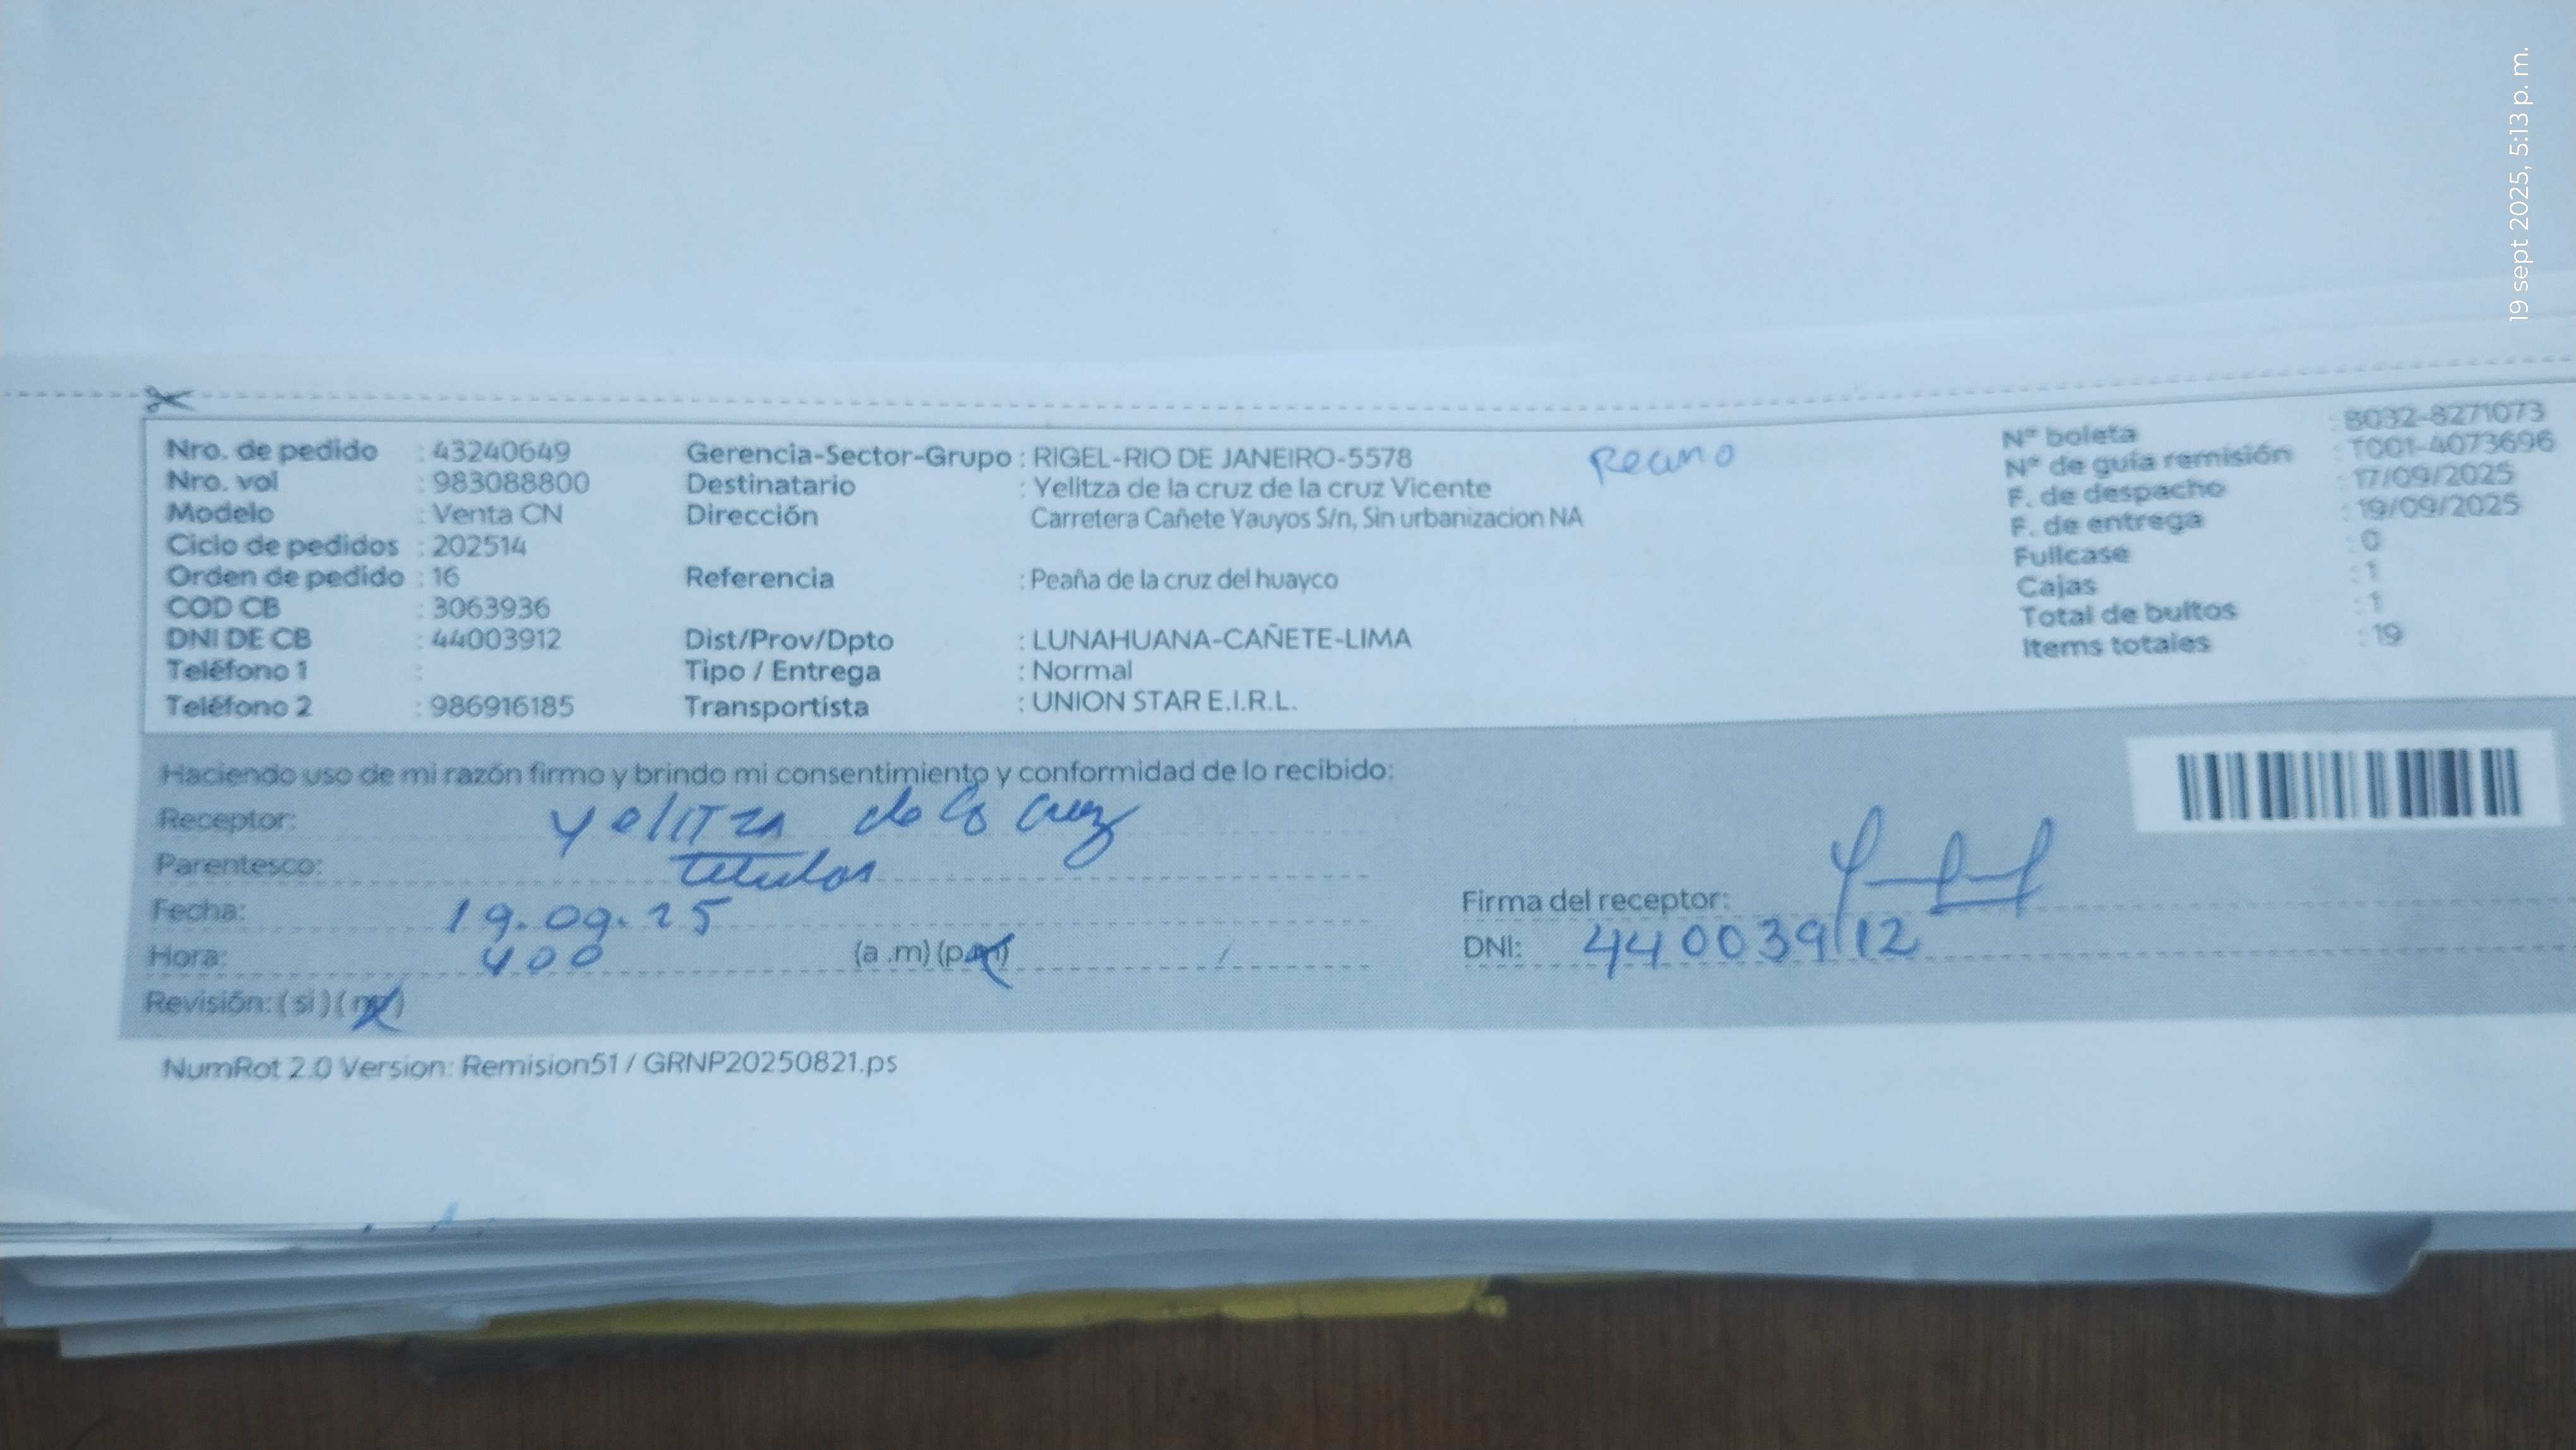 19 sept 2025, 5:13 p. m.
Nro. de pedido : 43240649
Nro. vol : 983088800
Modelo : Venta CN
Ciclo de pedidos : 202514
Orden de pedido : 16
COD CB : 3063936
DNI DE CB : 44003912
Teléfono 1 :
Teléfono 2 : 986916185
Gerencia-Sector-Grupo : RIGEL-RIO DE JANEIRO-5578
Destinatario : Yelitza de la cruz de la cruz Vicente
Dirección Carretera Cañete Yauyos S/n, Sin urbanizacion NA
Referencia : Peaña de la cruz del huayco
Dist/Prov/Dpto : LUNAHUANA-CAÑETE-LIMA
Tipo / Entrega : Normal
Transportista : UNION STAR E.I.R.L.
N° boleta : B032-8271073
N° de guía remisión : T001-4073696
F. de despacho : 17/09/2025
F. de entrega : 19/09/2025
Fullcase : 0
Cajas : 1
Total de bultos : 1
Items totales : 19
Haciendo uso de mi razón firmo y brindo mi consentimiento y conformidad de lo recibido:
Receptor: Yelitza de la Cruz
Parentesco: titular
Fecha: 19.09.25
Hora: 400 (a .m) (p.m)
Revisión: ( si ) ( no )
Firma del receptor:
DNI: 44003912
NumRot 2.0 Version: Remision51 / GRNP20250821.ps